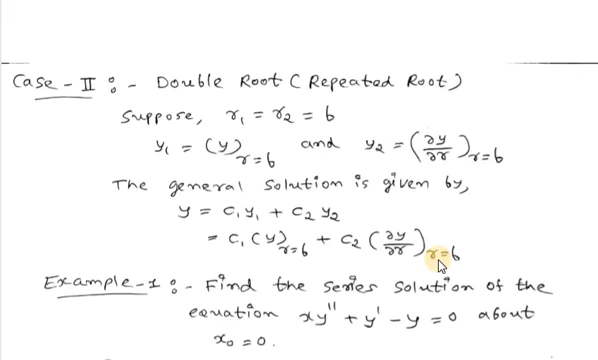 Case-II :- Double Root (Repeated Root)
Suppose, r₁ = r₂ = b
y₁ = (y)_{r=b} and y₂ = (∂y/∂r)_{r=b}
The general solution is given by,
y = C₁y₁ + C₂y₂
= C₁(y)_{r=b} + C₂(∂y/∂r)_{r=b}
Example-1 :- Find the series solution of the
equation xy'' + y' - y = 0 about
x₀ = 0.